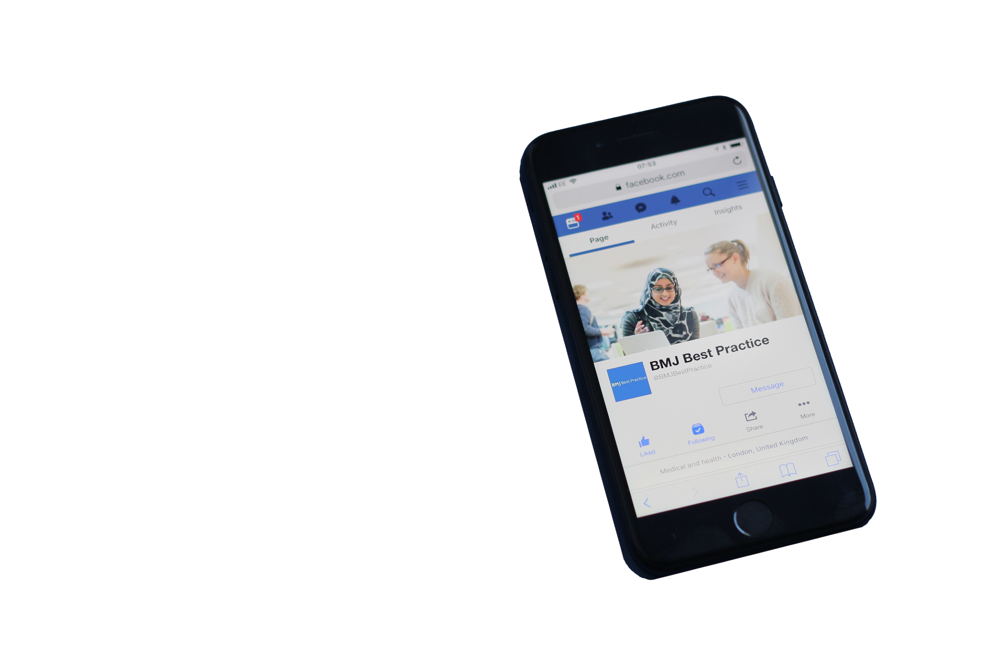 EE 07:53
facebook.com
1
Page Activity Insights
BMJ Best Practice
@BMJBestPractice
BMJ Best Practice
Message
Liked Following Share More
Medical and health · London, United Kingdom